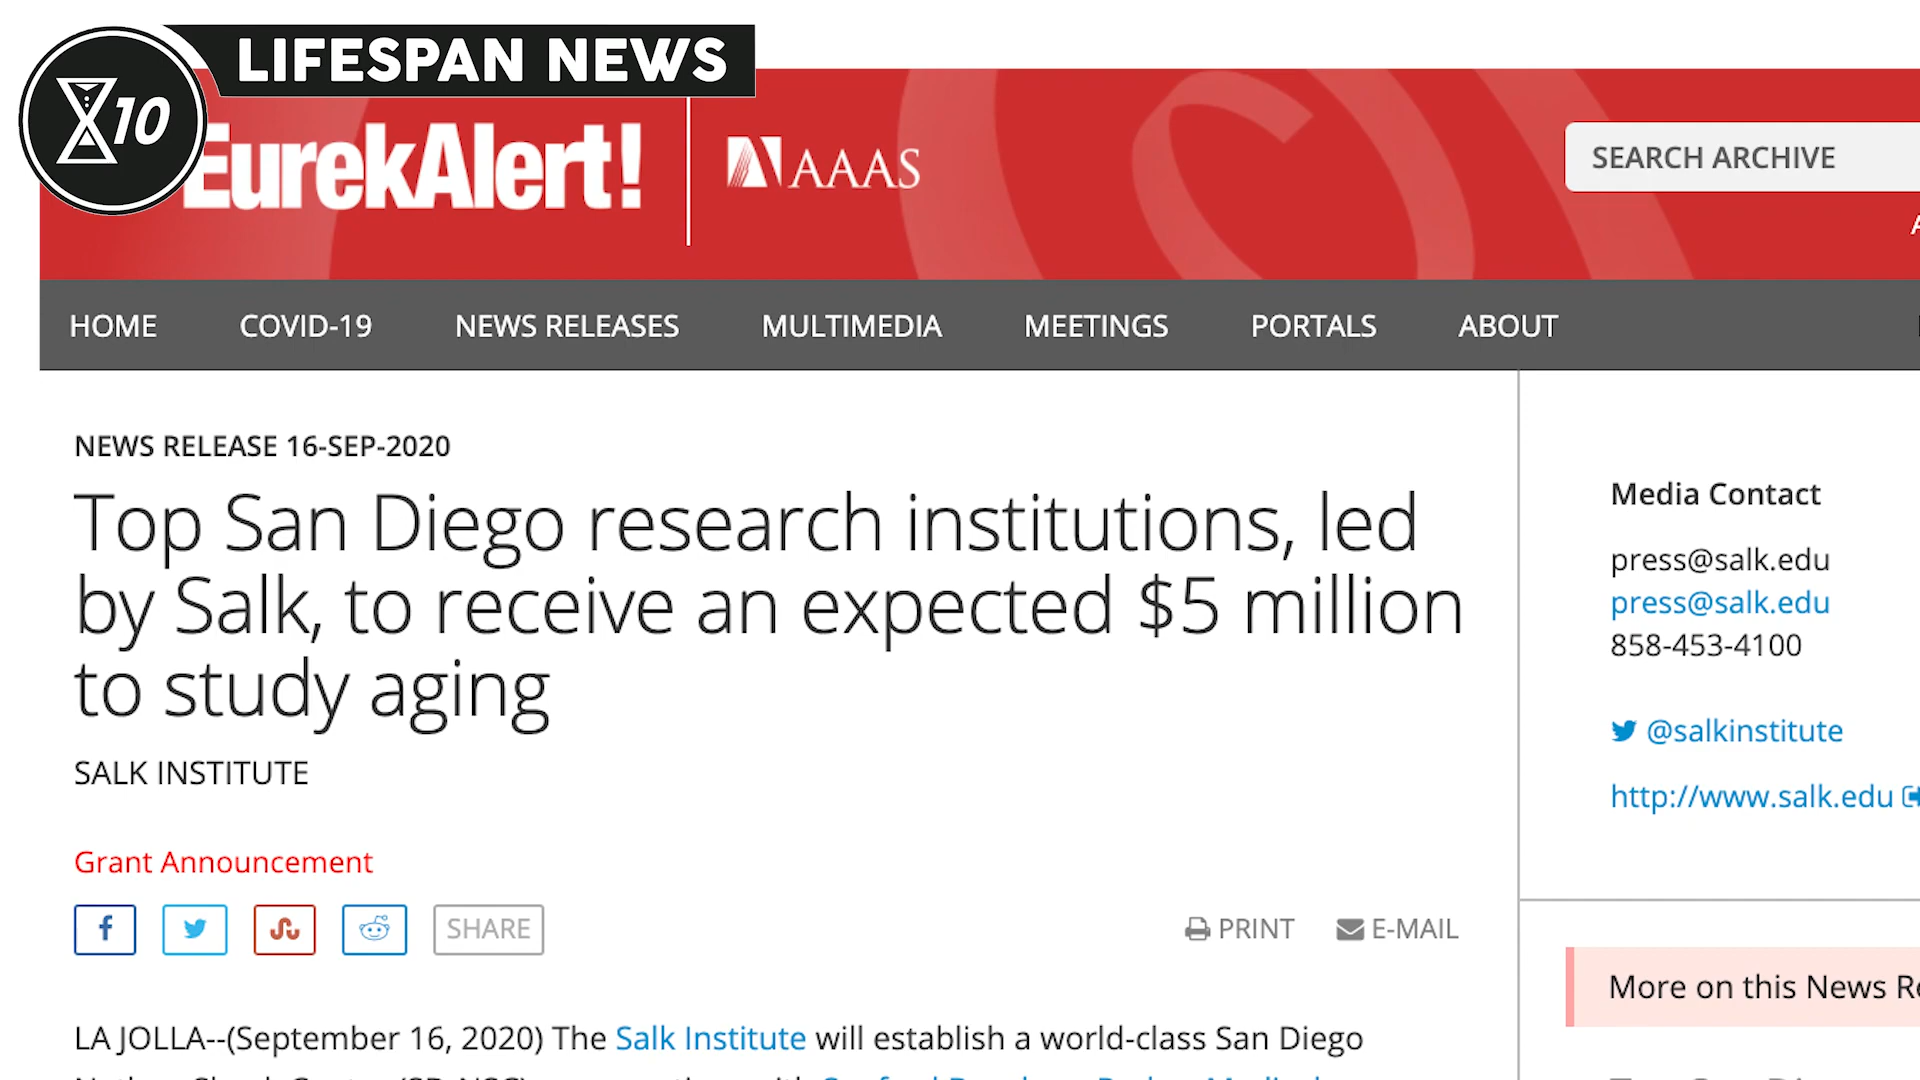 LIFESPAN NEWS
X10
EurekAlert!
AAAS
SEARCH ARCHIVE
HOME COVID-19 NEWS RELEASES MULTIMEDIA MEETINGS PORTALS ABOUT
NEWS RELEASE 16-SEP-2020
Top San Diego research institutions, led
by Salk, to receive an expected $5 million
to study aging
SALK INSTITUTE
Grant Announcement
SHARE
PRINT E-MAIL
LA JOLLA--(September 16, 2020) The Salk Institute will establish a world-class San Diego
Media Contact
press@salk.edu
press@salk.edu
858-453-4100
@salkinstitute
http://www.salk.edu
More on this News